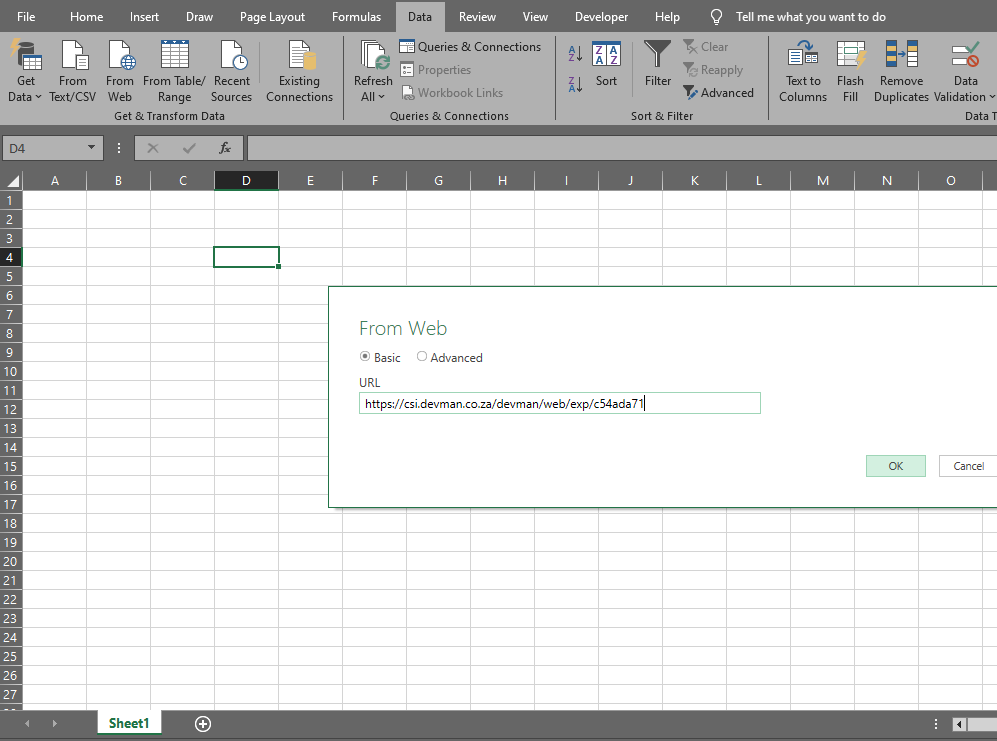 File Home Insert Draw Page Layout Formulas Data Review View Developer Help Tell me what you want to do
Get Data
From Text/CSV
From Web
From Table/ Range
Recent Sources
Existing Connections
Get & Transform Data
Refresh All
Queries & Connections
Properties
Workbook Links
Queries & Connections
A Z
Z A
Z A A Z
Sort
Filter
Clear
Reapply
Advanced
Sort & Filter
Text to Columns
Flash Fill
Remove Duplicates
Data Validation
Data T
D4
fx
A B C D E F G H I J K L M N O
1
2
3
4
5
6
7
8
9
10
11
12
13
14
15
16
17
18
19
20
21
22
23
24
25
26
27
From Web
Basic Advanced
URL
https://csi.devman.co.za/devman/web/exp/c54ada71
OK Cancel
Sheet1